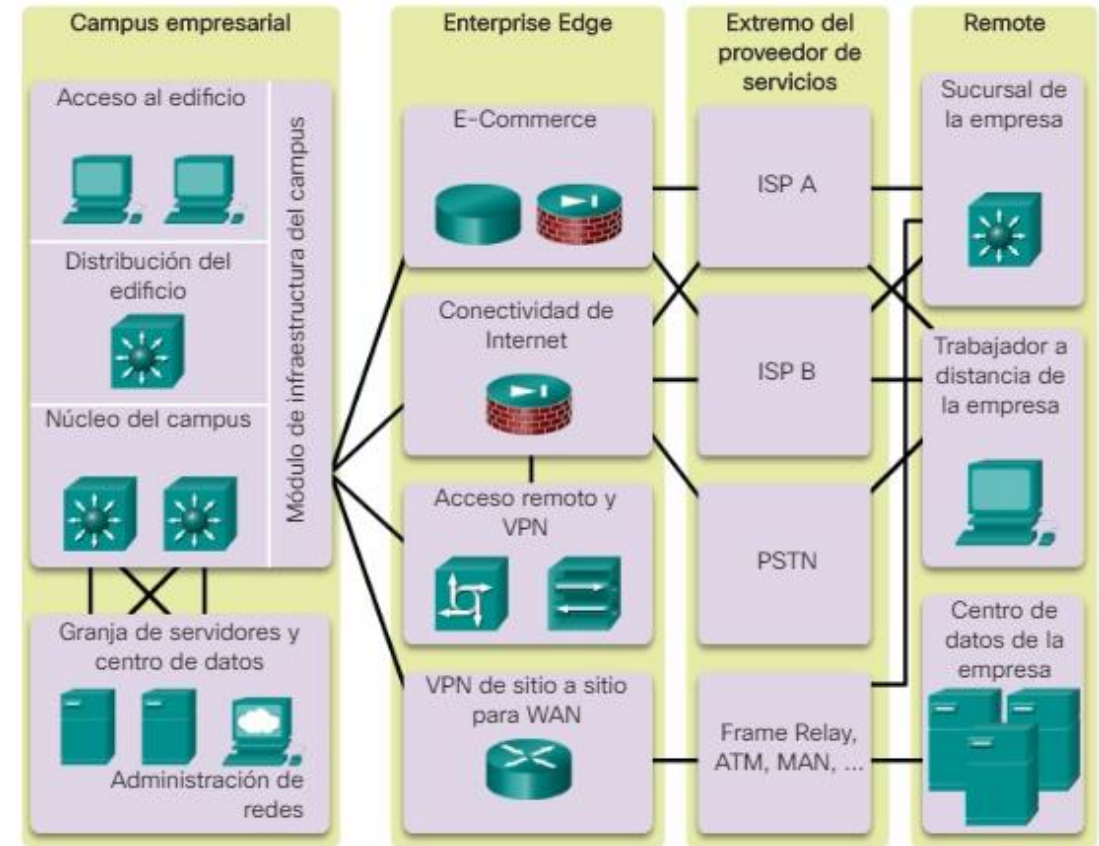 Campus empresarial
Acceso al edificio
Distribución del
edificio
Núcleo del campus
Módulo de infraestructura del campus
Granja de servidores y
centro de datos
Administración de
redes
Enterprise Edge
E-Commerce
Conectividad de
Internet
Acceso remoto y
VPN
VPN de sitio a sitio
para WAN
Extremo del
proveedor de
servicios
ISP A
ISP B
PSTN
Frame Relay,
ATM, MAN, ...
Remote
Sucursal de
la empresa
Trabajador a
distancia de
la empresa
Centro de
datos de la
empresa